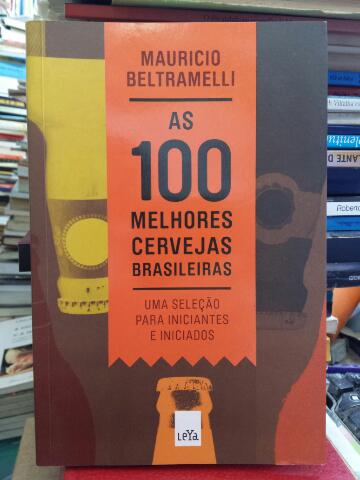 MAURICIO
BELTRAMELLI
AS
100
MELHORES
CERVEJAS
BRASILEIRAS
UMA SELEÇÃO
PARA INICIANTES
E INICIADOS
LeYa